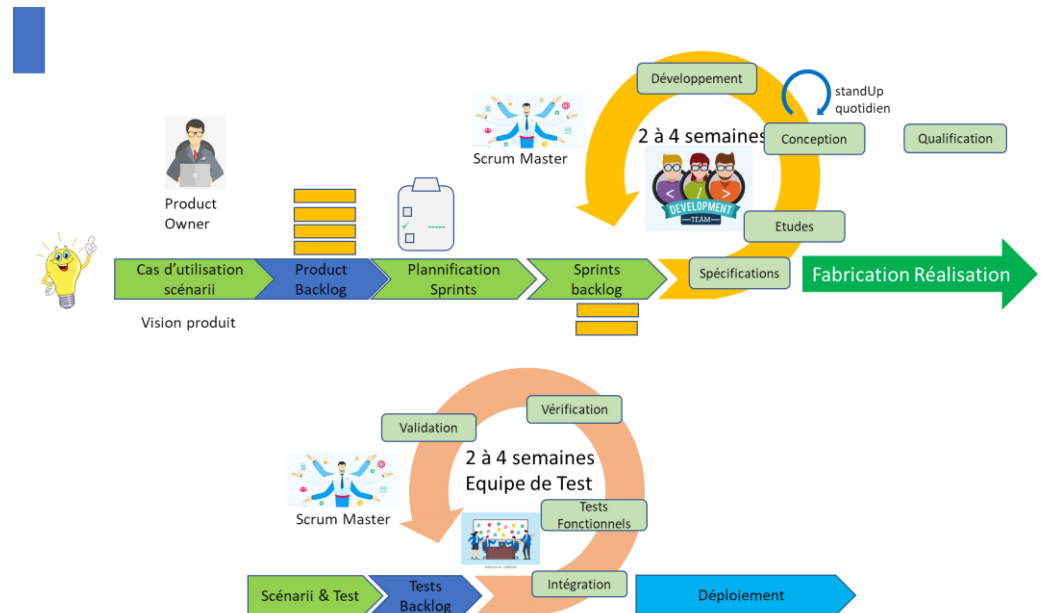 Développement
standUp
quotidien
2 à 4 semaines
Conception
Qualification
Scrum Master
Product
Owner
DEVELOPMENT
TEAM
Etudes
Cas d'utilisation
scénarii
Product
Backlog
Plannification
Sprints
Sprints
backlog
Spécifications
Fabrication Réalisation
Vision produit
Vérification
Validation
2 à 4 semaines
Equipe de Test
Scrum Master
Tests
Fonctionnels
Intégration
Scénarii & Test
Tests
Backlog
Déploiement